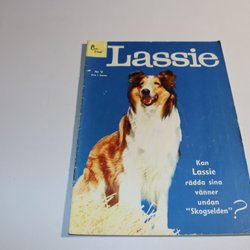 Lassie
Kan
Lassie
rädda sina
vänner
undan
"Skogselden"?